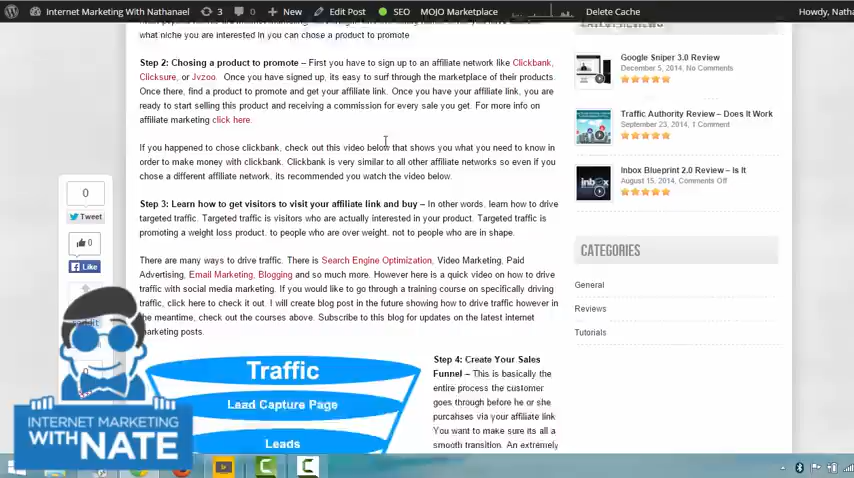 Internet Marketing With Nathanael 3 0 New Edit Post SEO MOJO Marketplace Delete Cache Howdy, Natha
what niche you are interested in you can chose a product to promote
Step 2: Chosing a product to promote – First you have to sign up to an affiliate network like Clickbank,
Clicksure, or Jvzoo. Once you have signed up, its easy to surf through the marketplace of their products.
Once there, find a product to promote and get your affiliate link. Once you have your affiliate link, you are
ready to start selling this product and receiving a commission for every sale you get. For more info on
affiliate marketing click here.
If you happened to chose clickbank, check out this video below that shows you what you need to know in
order to make money with clickbank. Clickbank is very similar to all other affiliate networks so even if you
chose a different affiliate network, its recommended you watch the video below.
Step 3: Learn how to get visitors to visit your affiliate link and buy – In other words, learn how to drive
targeted traffic. Targeted traffic is visitors who are actually interested in your product. Targeted traffic is
promoting a weight loss product. to people who are over weight. not to people who are in shape.
There are many ways to drive traffic. There is Search Engine Optimization, Video Marketing, Paid
Advertising, Email Marketing, Blogging and so much more. However here is a quick video on how to drive
traffic with social media marketing. If you would like to go through a training course on specifically driving
traffic, click here to check it out. I will create blog post in the future showing how to drive traffic however in
the meantime, check out the courses above. Subscribe to this blog for updates on the latest internet
marketing posts.
Traffic
Lead Capture Page
Leads
Step 4: Create Your Sales
Funnel – This is basically the
entire process the customer
goes through before he or she
purcahses via your affiliate link
You want to make sure its all a
smooth transition. An extremely
0
Tweet
0
Like
reddit
0
INTERNET MARKETING
WITH NATE
Google Sniper 3.0 Review
December 5, 2014, No Comments
Traffic Authority Review – Does It Work
September 23, 2014, 1 Comment
inbox
Inbox Blueprint 2.0 Review – Is It
August 15, 2014, Comments Off
CATEGORIES
General
Reviews
Tutorials